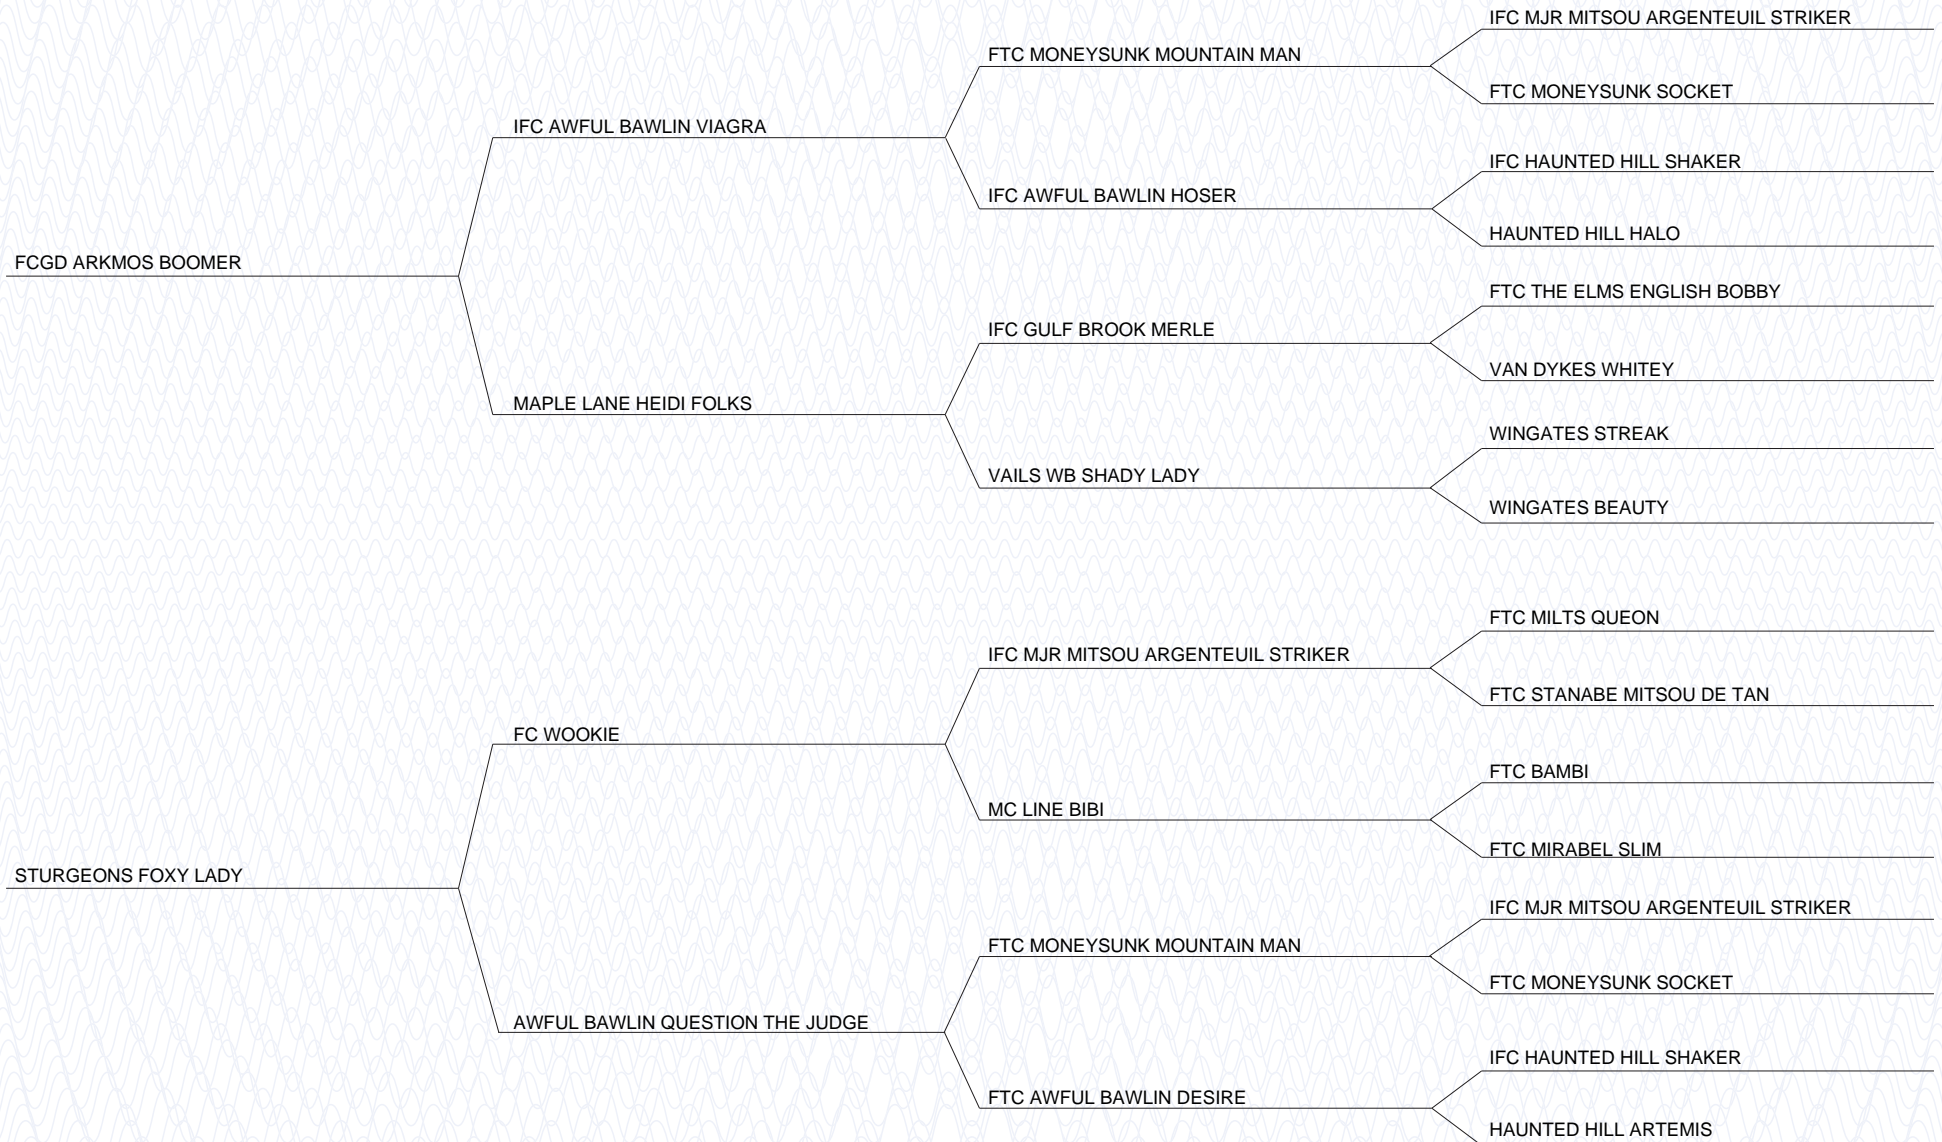 IFC MJR MITSOU ARGENTEUIL STRIKER
FTC MONEYSUNK MOUNTAIN MAN
FTC MONEYSUNK SOCKET
IFC AWFUL BAWLIN VIAGRA
IFC HAUNTED HILL SHAKER
IFC AWFUL BAWLIN HOSER
HAUNTED HILL HALO
FCGD ARKMOS BOOMER
FTC THE ELMS ENGLISH BOBBY
IFC GULF BROOK MERLE
VAN DYKES WHITEY
MAPLE LANE HEIDI FOLKS
WINGATES STREAK
VAILS WB SHADY LADY
WINGATES BEAUTY
FTC MILTS QUEON
IFC MJR MITSOU ARGENTEUIL STRIKER
FTC STANABE MITSOU DE TAN
FC WOOKIE
FTC BAMBI
MC LINE BIBI
FTC MIRABEL SLIM
STURGEONS FOXY LADY
IFC MJR MITSOU ARGENTEUIL STRIKER
FTC MONEYSUNK MOUNTAIN MAN
FTC MONEYSUNK SOCKET
AWFUL BAWLIN QUESTION THE JUDGE
IFC HAUNTED HILL SHAKER
FTC AWFUL BAWLIN DESIRE
HAUNTED HILL ARTEMIS